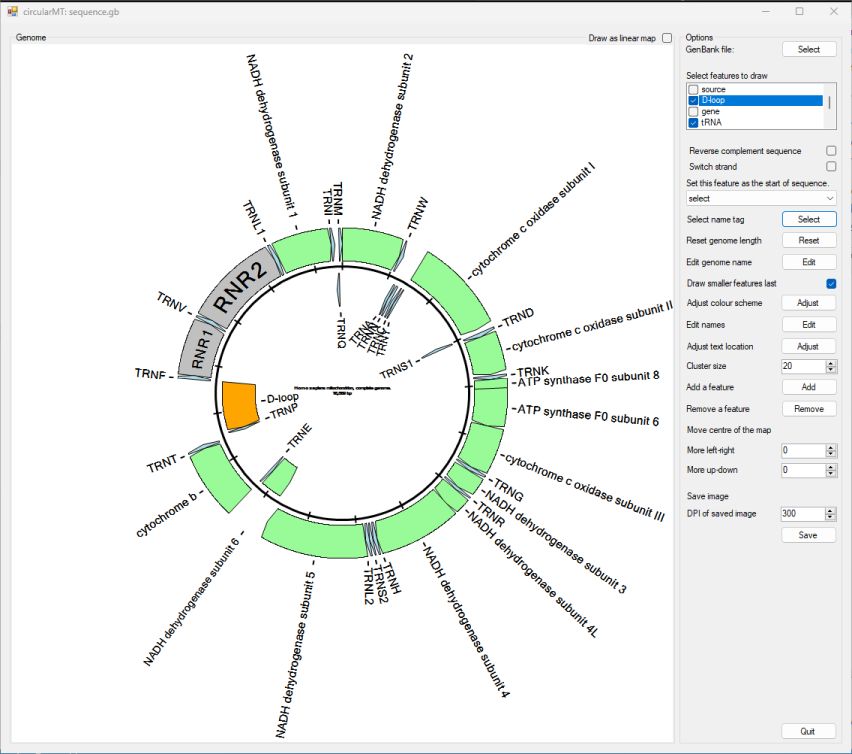 circularMT: sequence.gb
Genome
Draw as linear map
NADH dehydrogenase subunit 1
NADH dehydrogenase subunit 2
TRNI
TRNM
TRNW
TRNL1
cytochrome c oxidase subunit I
RNR2
TRNV
RNR1
TRNF
TRNQ
TRNA
TRNN
TRNC
TRNY
TRNS1
TRND
cytochrome c oxidase subunit II
TRNK
ATP synthase F0 subunit 8
ATP synthase F0 subunit 6
Homo sapiens mitochondrion, complete genome.
16,569 bp
D-loop
TRNP
TRNE
TRNT
cytochrome b
cytochrome c oxidase subunit III
TRNG
NADH dehydrogenase subunit 3
TRNR
NADH dehydrogenase subunit 4L
NADH dehydrogenase subunit 6
NADH dehydrogenase subunit 5
TRNL2
TRNS2
TRNH
NADH dehydrogenase subunit 4
Options
GenBank file:
Select
Select features to draw
source
D-loop
gene
tRNA
Reverse complement sequence
Switch strand
Set this feature as the start of sequence.
select
Select name tag
Select
Reset genome length
Reset
Edit genome name
Edit
Draw smaller features last
Adjust colour scheme
Adjust
Edit names
Edit
Adjust text location
Adjust
Cluster size
20
Add a feature
Add
Remove a feature
Remove
Move centre of the map
More left-right
0
More up-down
0
Save image
DPI of saved image
300
Save
Quit